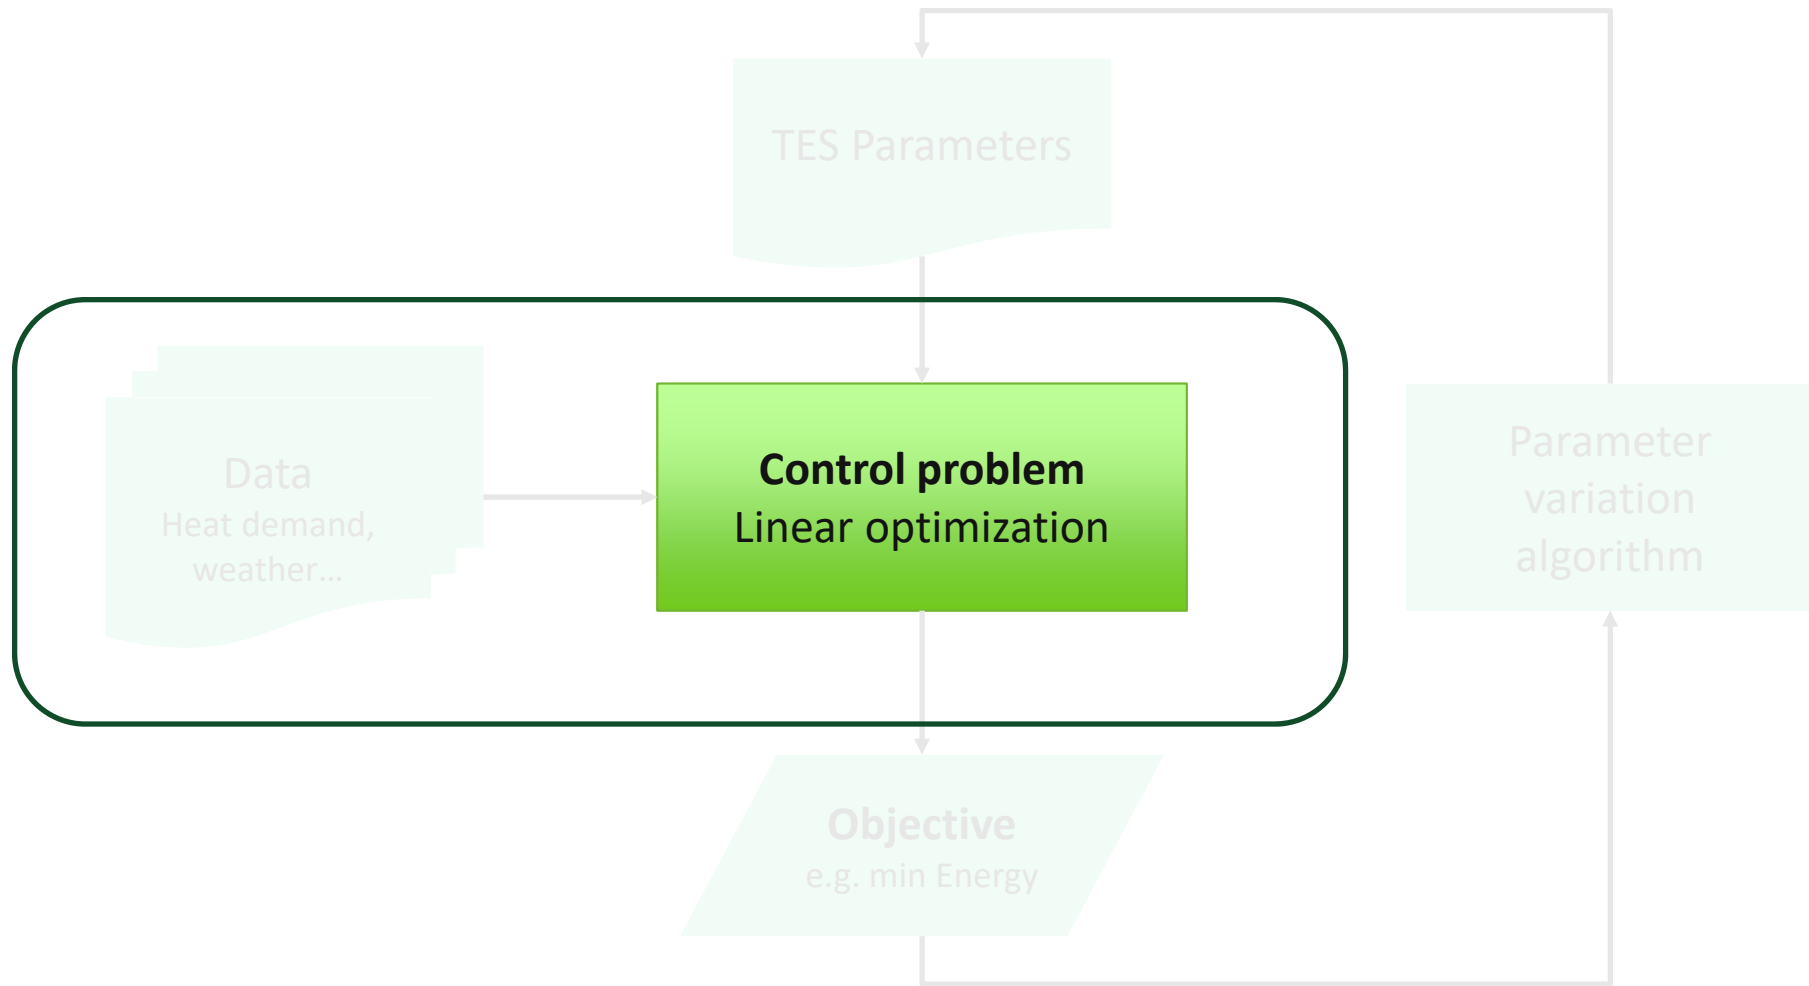 TES Parameters
Data
Heat demand,
weather...
Control problem
Linear optimization
Parameter
variation
algorithm
Objective
e.g. min Energy